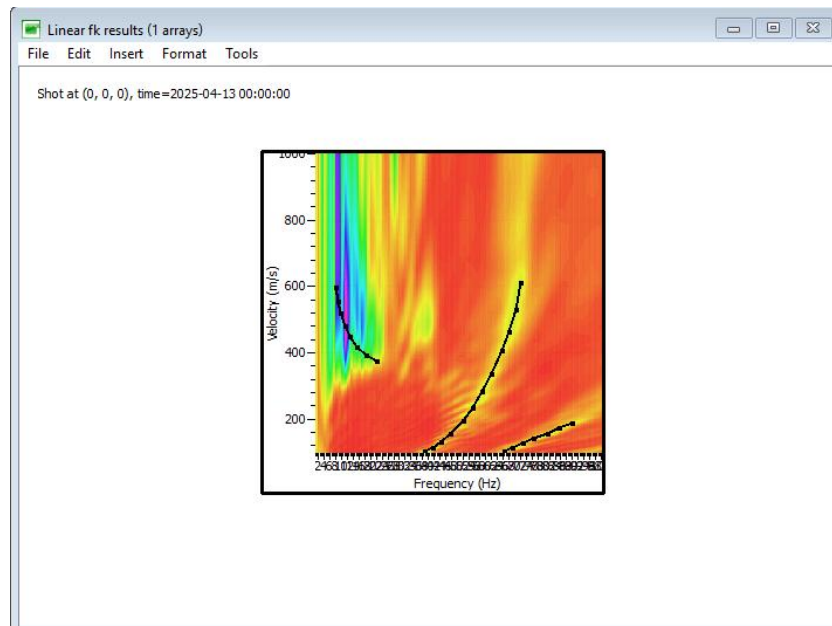 Linear fk results (1 arrays)
File Edit Insert Format Tools
Shot at (0, 0, 0), time=2025-04-13 00:00:00
1000
800
600
400
200
Velocity (m/s)
Frequency (Hz)